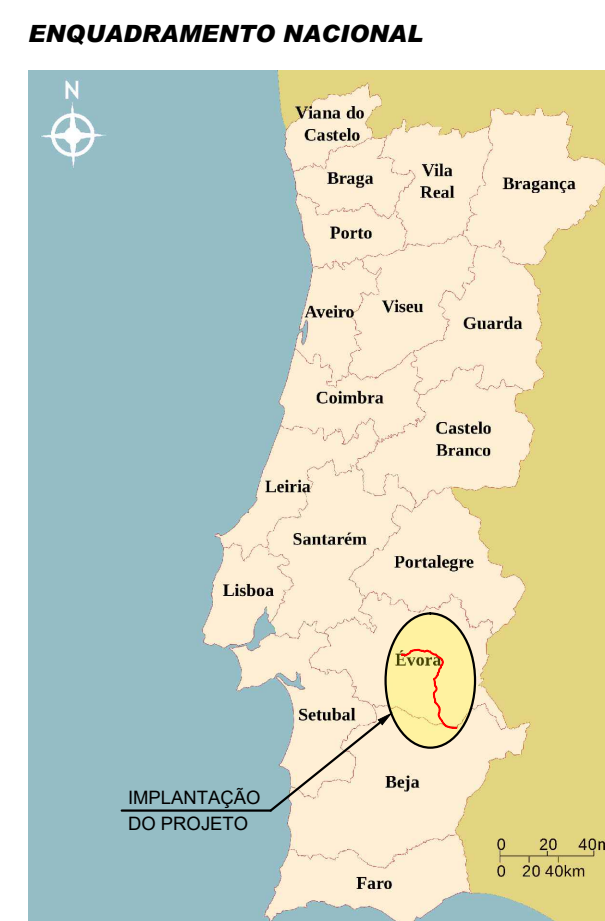 ENQUADRAMENTO NACIONAL
N
Viana do
Castelo
Braga
Vila
Real
Bragança
Porto
Aveiro
Viseu
Guarda
Coimbra
Castelo
Branco
Leiria
Santarém
Portalegre
Lisboa
Évora
Setubal
Beja
IMPLANTAÇÃO
DO PROJETO
0 20 40m
0 20 40km
Faro